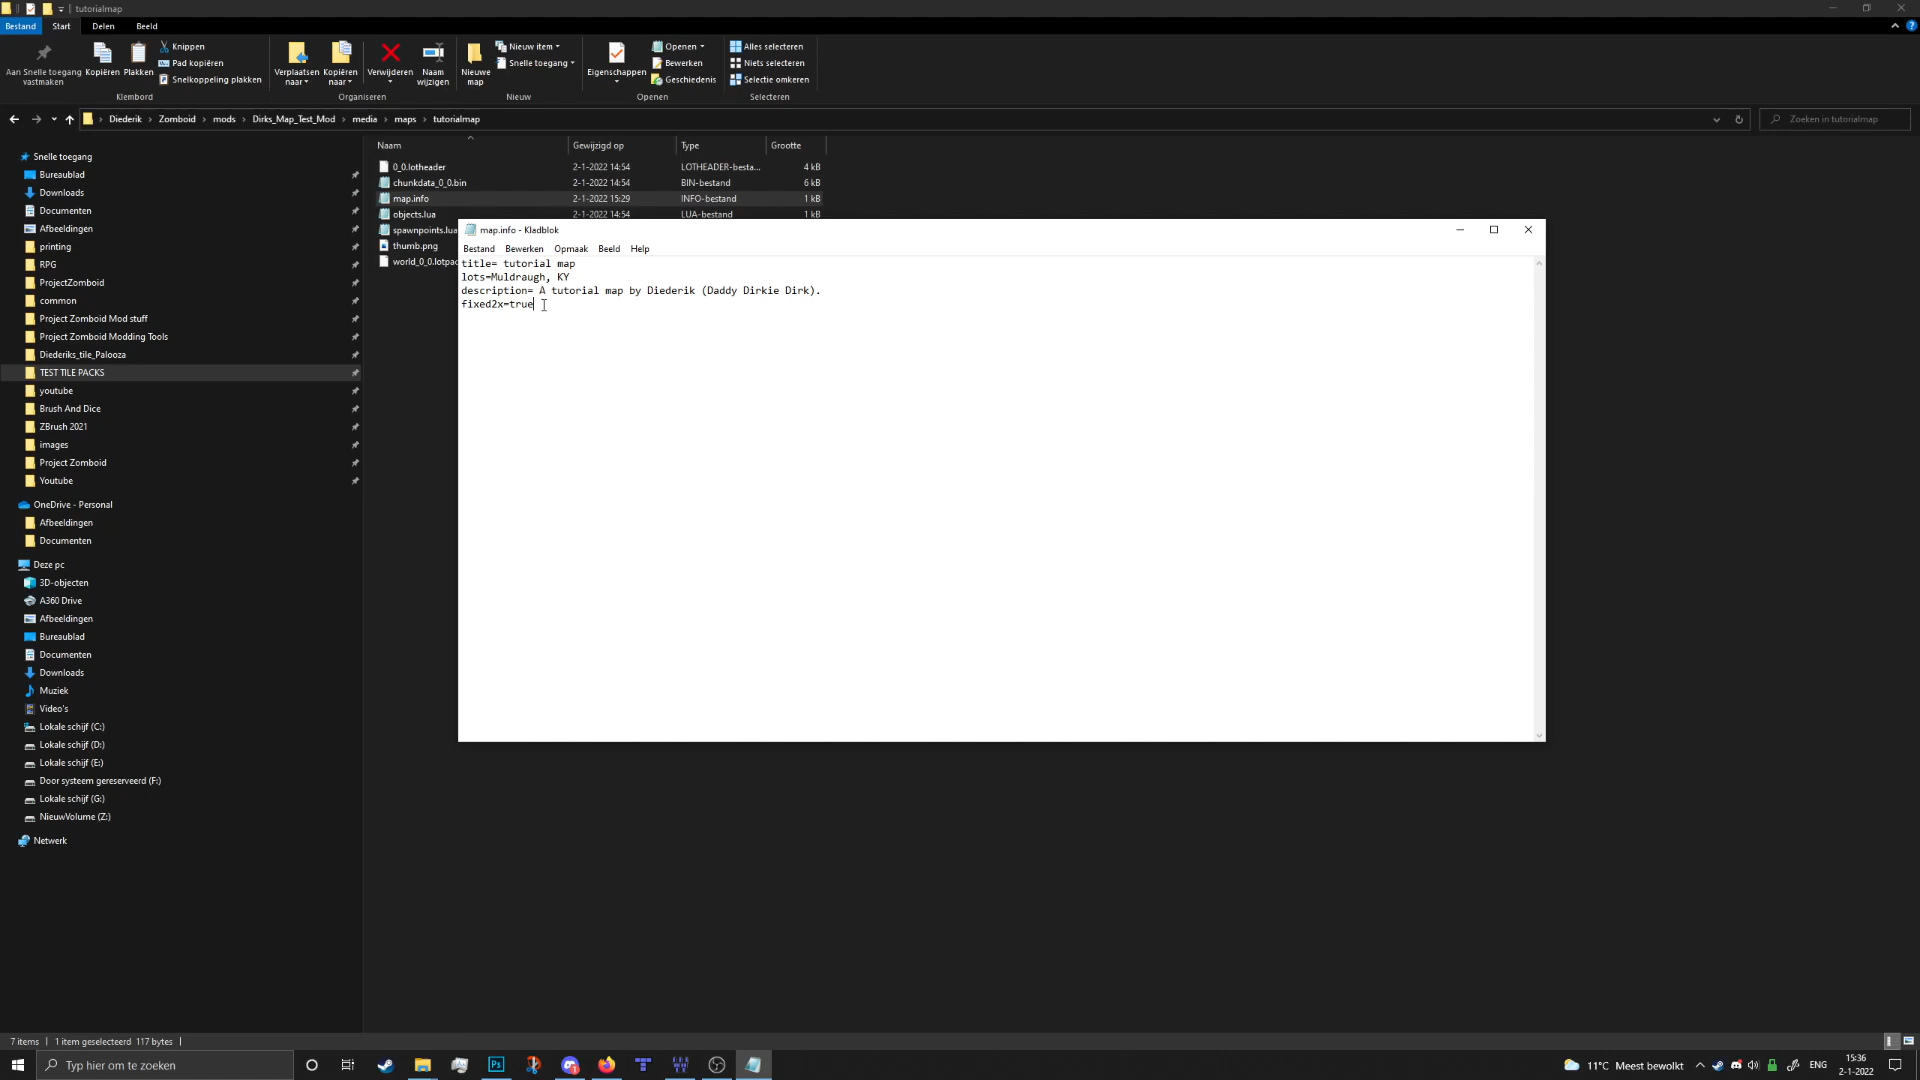 tutorialmap
Bestand Start Delen Beeld
Aan Snelle toegang vastmaken
Kopiëren
Plakken
Knippen
Pad kopiëren
Snelkoppeling plakken
Klembord
Verplaatsen naar
Kopiëren naar
Verwijderen
Naam wijzigen
Organiseren
Nieuwe map
Nieuw item
Snelle toegang
Nieuw
Eigenschappen
Openen
Bewerken
Geschiedenis
Openen
Alles selecteren
Niets selecteren
Selectie omkeren
Selecteren
Diederik > Zomboid > mods > Dirks_Map_Test_Mod > media > maps > tutorialmap
Zoeken in tutorialmap
Snelle toegang
Bureaublad
Downloads
Documenten
Afbeeldingen
printing
RPG
ProjectZomboid
common
Project Zomboid Mod stuff
Project Zomboid Modding Tools
Diederiks_tile_Palooza
TEST TILE PACKS
youtube
Brush And Dice
ZBrush 2021
images
Project Zomboid
Youtube
OneDrive - Personal
Afbeeldingen
Documenten
Deze pc
3D-objecten
A360 Drive
Afbeeldingen
Bureaublad
Documenten
Downloads
Muziek
Video's
Lokale schijf (C:)
Lokale schijf (D:)
Lokale schijf (E:)
Door systeem gereserveerd (F:)
Lokale schijf (G:)
NieuwVolume (Z:)
Netwerk
Naam Gewijzigd op Type Grootte
0_0.lotheader 2-1-2022 14:54 LOTHEADER-besta... 4 kB
chunkdata_0_0.bin 2-1-2022 14:54 BIN-bestand 6 kB
map.info 2-1-2022 15:29 INFO-bestand 1 kB
objects.lua 2-1-2022 14:54 LUA-bestand 1 kB
spawnpoints.lua
thumb.png
world_0_0.lotpac
map.info - Kladblok
Bestand Bewerken Opmaak Beeld Help
title= tutorial map
lots=Muldraugh, KY
description= A tutorial map by Diederik (Daddy Dirkie Dirk).
fixed2x=true
7 items 1 item geselecteerd 117 bytes
Typ hier om te zoeken
Ps
11°C Meest bewolkt
ENG
15:36
2-1-2022